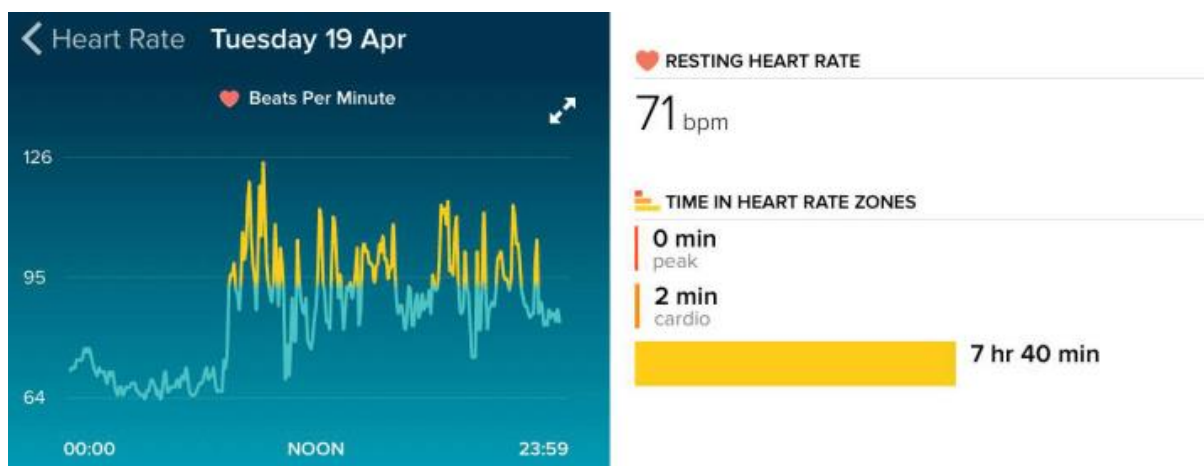 Heart Rate Tuesday 19 Apr
Beats Per Minute
126
95
64
00:00 NOON 23:59
RESTING HEART RATE
71 bpm
TIME IN HEART RATE ZONES
0 min
peak
2 min
cardio
7 hr 40 min